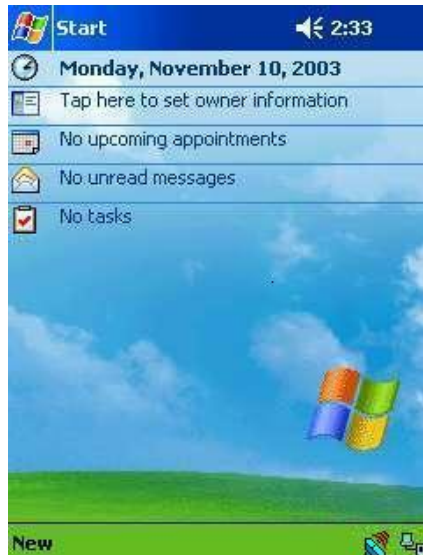 Start 2:33
Monday, November 10, 2003
Tap here to set owner information
No upcoming appointments
No unread messages
No tasks
New